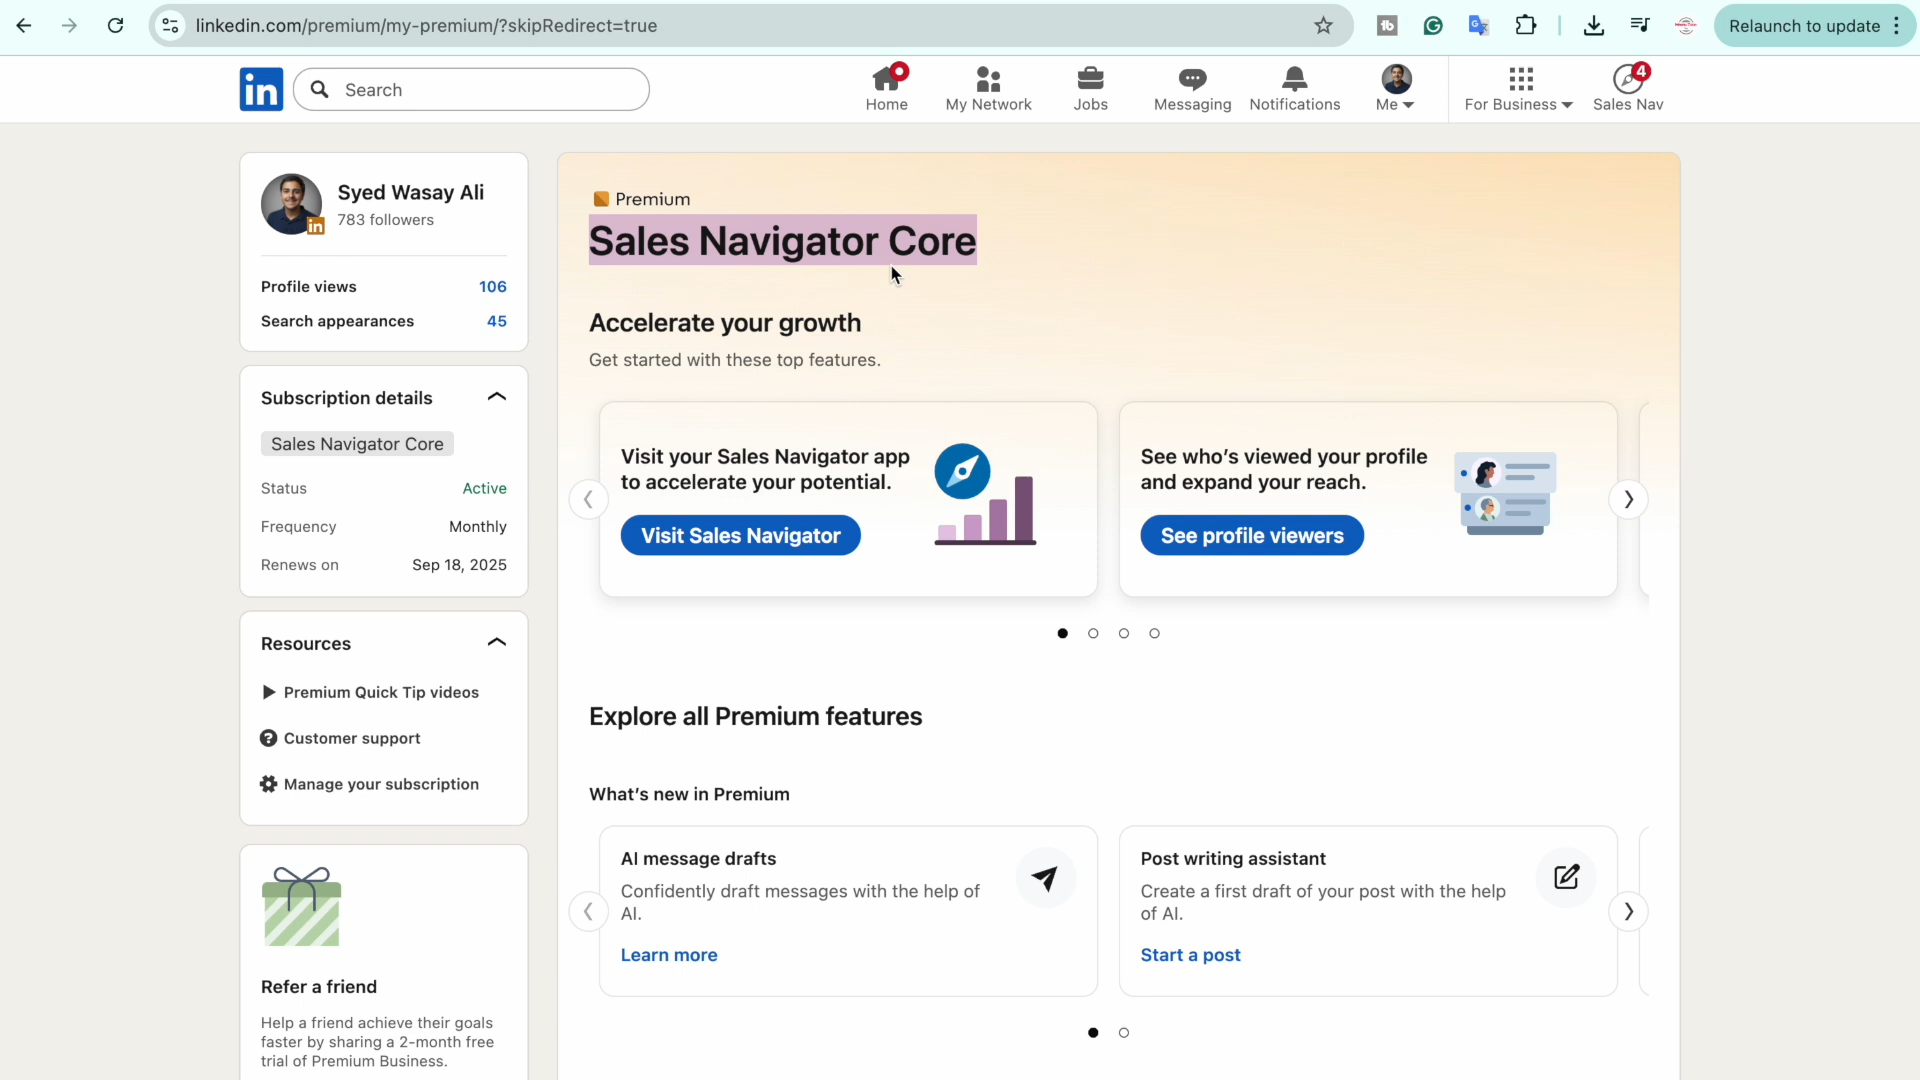 linkedin.com/premium/my-premium/?skipRedirect=true
Relaunch to update
in
Search
Home
My Network
Jobs
Messaging
Notifications
Me
For Business
4
Sales Nav
Syed Wasay Ali
783 followers
in
Profile views 106
Search appearances 45
Subscription details
Sales Navigator Core
Status Active
Frequency Monthly
Renews on Sep 18, 2025
Resources
Premium Quick Tip videos
Customer support
Manage your subscription
Refer a friend
Help a friend achieve their goals
faster by sharing a 2-month free
trial of Premium Business.
Premium
Sales Navigator Core
Accelerate your growth
Get started with these top features.
Visit your Sales Navigator app
to accelerate your potential.
Visit Sales Navigator
See who’s viewed your profile
and expand your reach.
See profile viewers
Explore all Premium features
What’s new in Premium
AI message drafts
Confidently draft messages with the help of
AI.
Learn more
Post writing assistant
Create a first draft of your post with the help
of AI.
Start a post